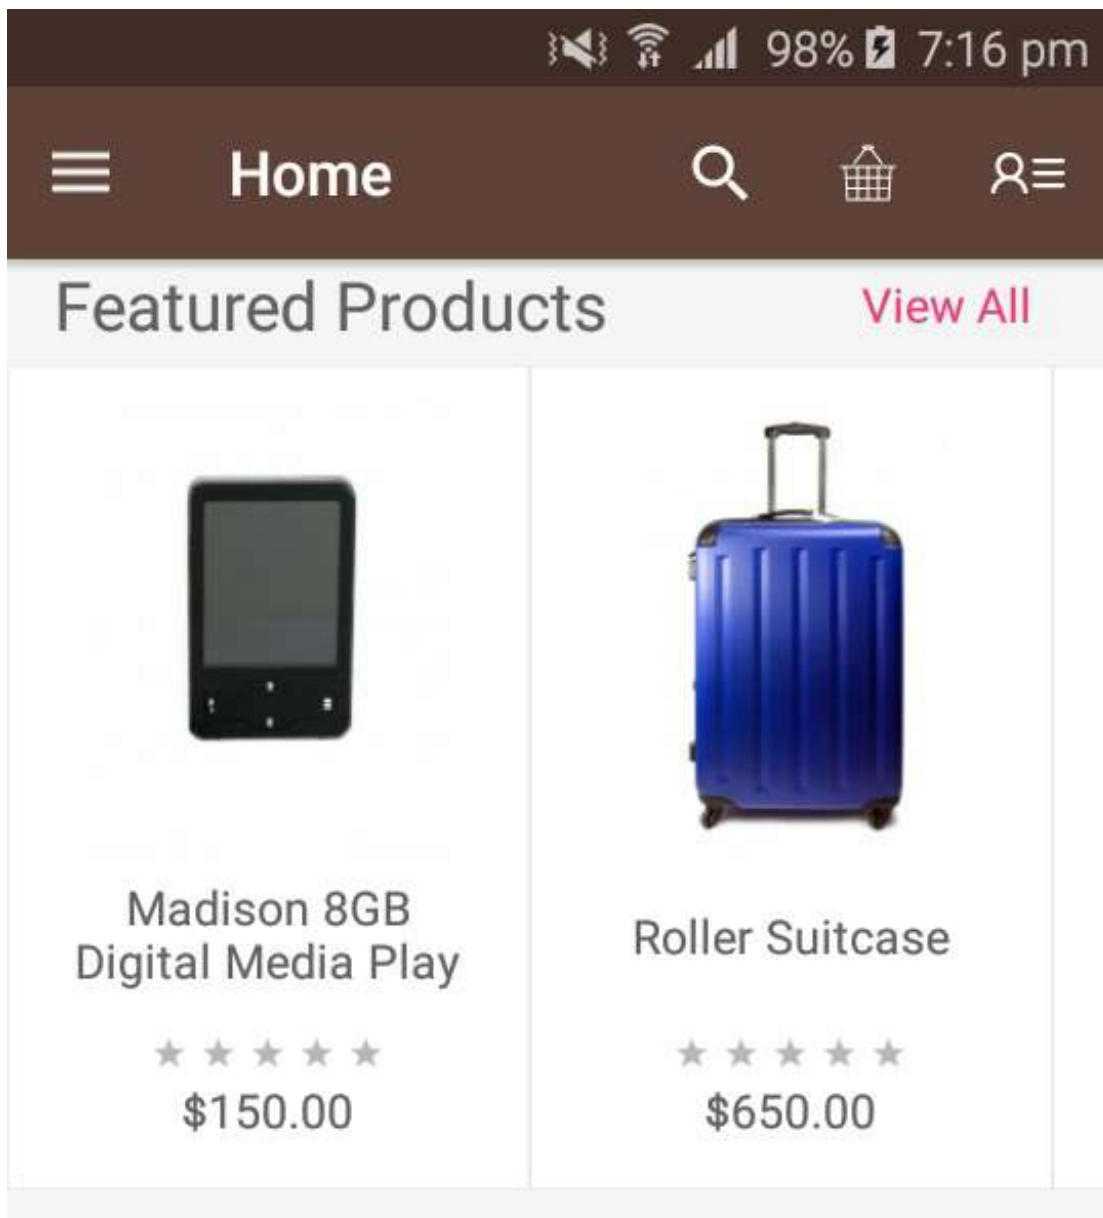 98% 7:16 pm
Home
Featured Products View All
Madison 8GB
Digital Media Play
Roller Suitcase
$150.00
$650.00